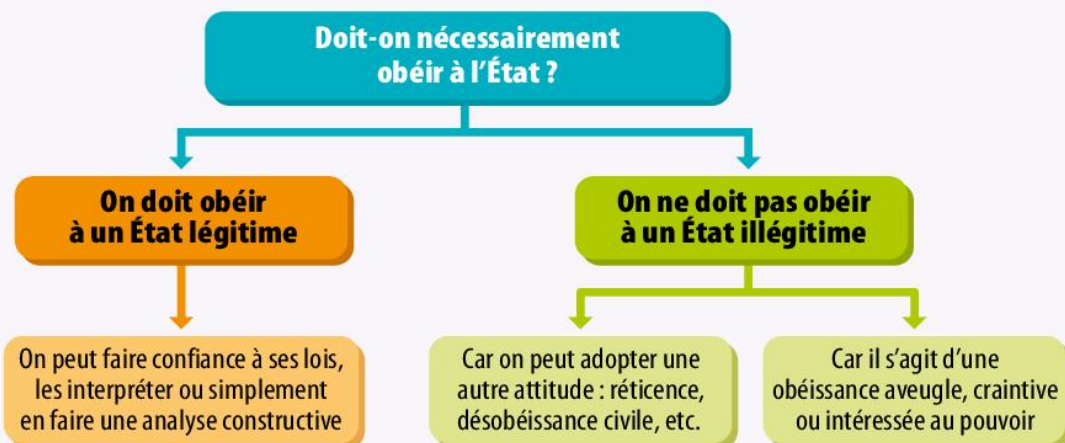 Doit-on nécessairement
obéir à l'État ?
On doit obéir
à un État légitime
On ne doit pas obéir
à un État illégitime
On peut faire confiance à ses lois,
les interpréter ou simplement
en faire une analyse constructive
Car on peut adopter une
autre attitude : réticence,
désobéissance civile, etc.
Car il s'agit d'une
obéissance aveugle, craintive
ou intéressée au pouvoir